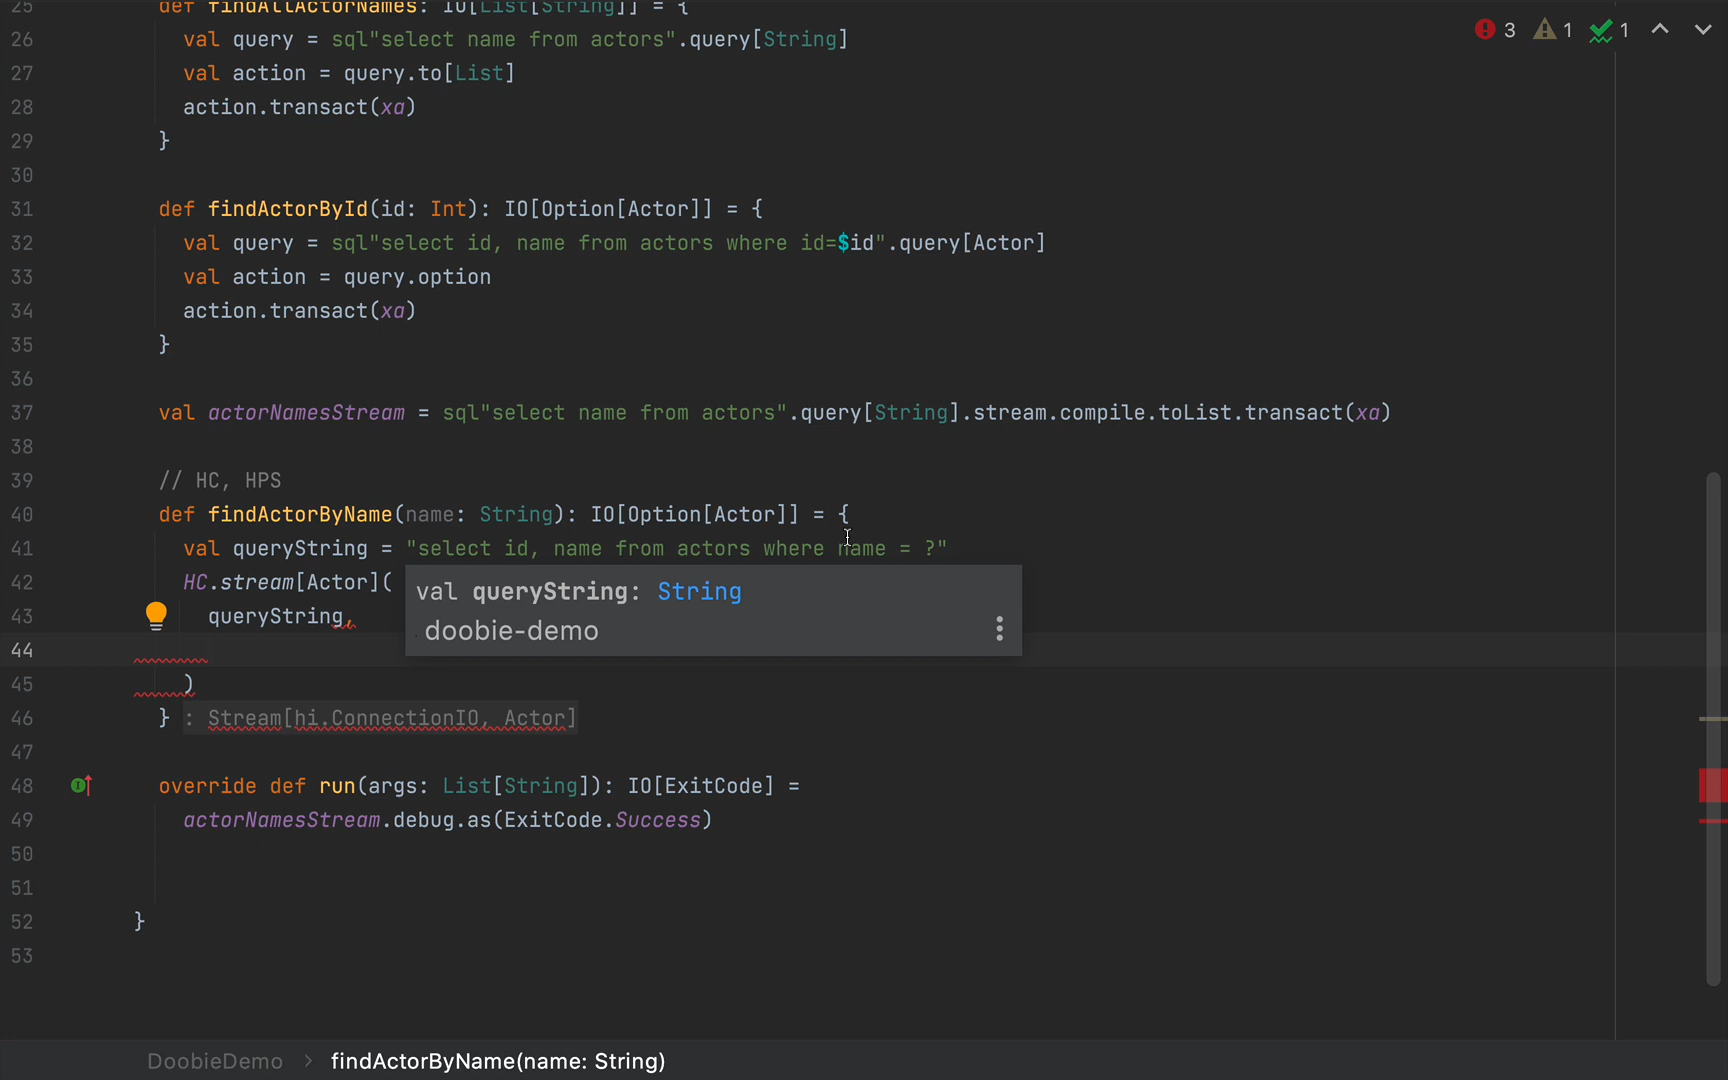 25 def findAllActorNames: IO[List[String]] = {
3 1 1
26 val query = sql"select name from actors".query[String]
27 val action = query.to[List]
28 action.transact(xa)
29 }
30
31 def findActorById(id: Int): IO[Option[Actor]] = {
32 val query = sql"select id, name from actors where id=$id".query[Actor]
33 val action = query.option
34 action.transact(xa)
35 }
36
37 val actorNamesStream = sql"select name from actors".query[String].stream.compile.toList.transact(xa)
38
39 // HC, HPS
40 def findActorByName(name: String): IO[Option[Actor]] = {
41 val queryString = "select id, name from actors where name = ?"
42 HC.stream[Actor](
val queryString: String
43 queryString,
doobie-demo
44
45 )
46 } : Stream[hi.ConnectionIO, Actor]
47
48 override def run(args: List[String]): IO[ExitCode] =
49 actorNamesStream.debug.as(ExitCode.Success)
50
51
52 }
53
DoobieDemo > findActorByName(name: String)